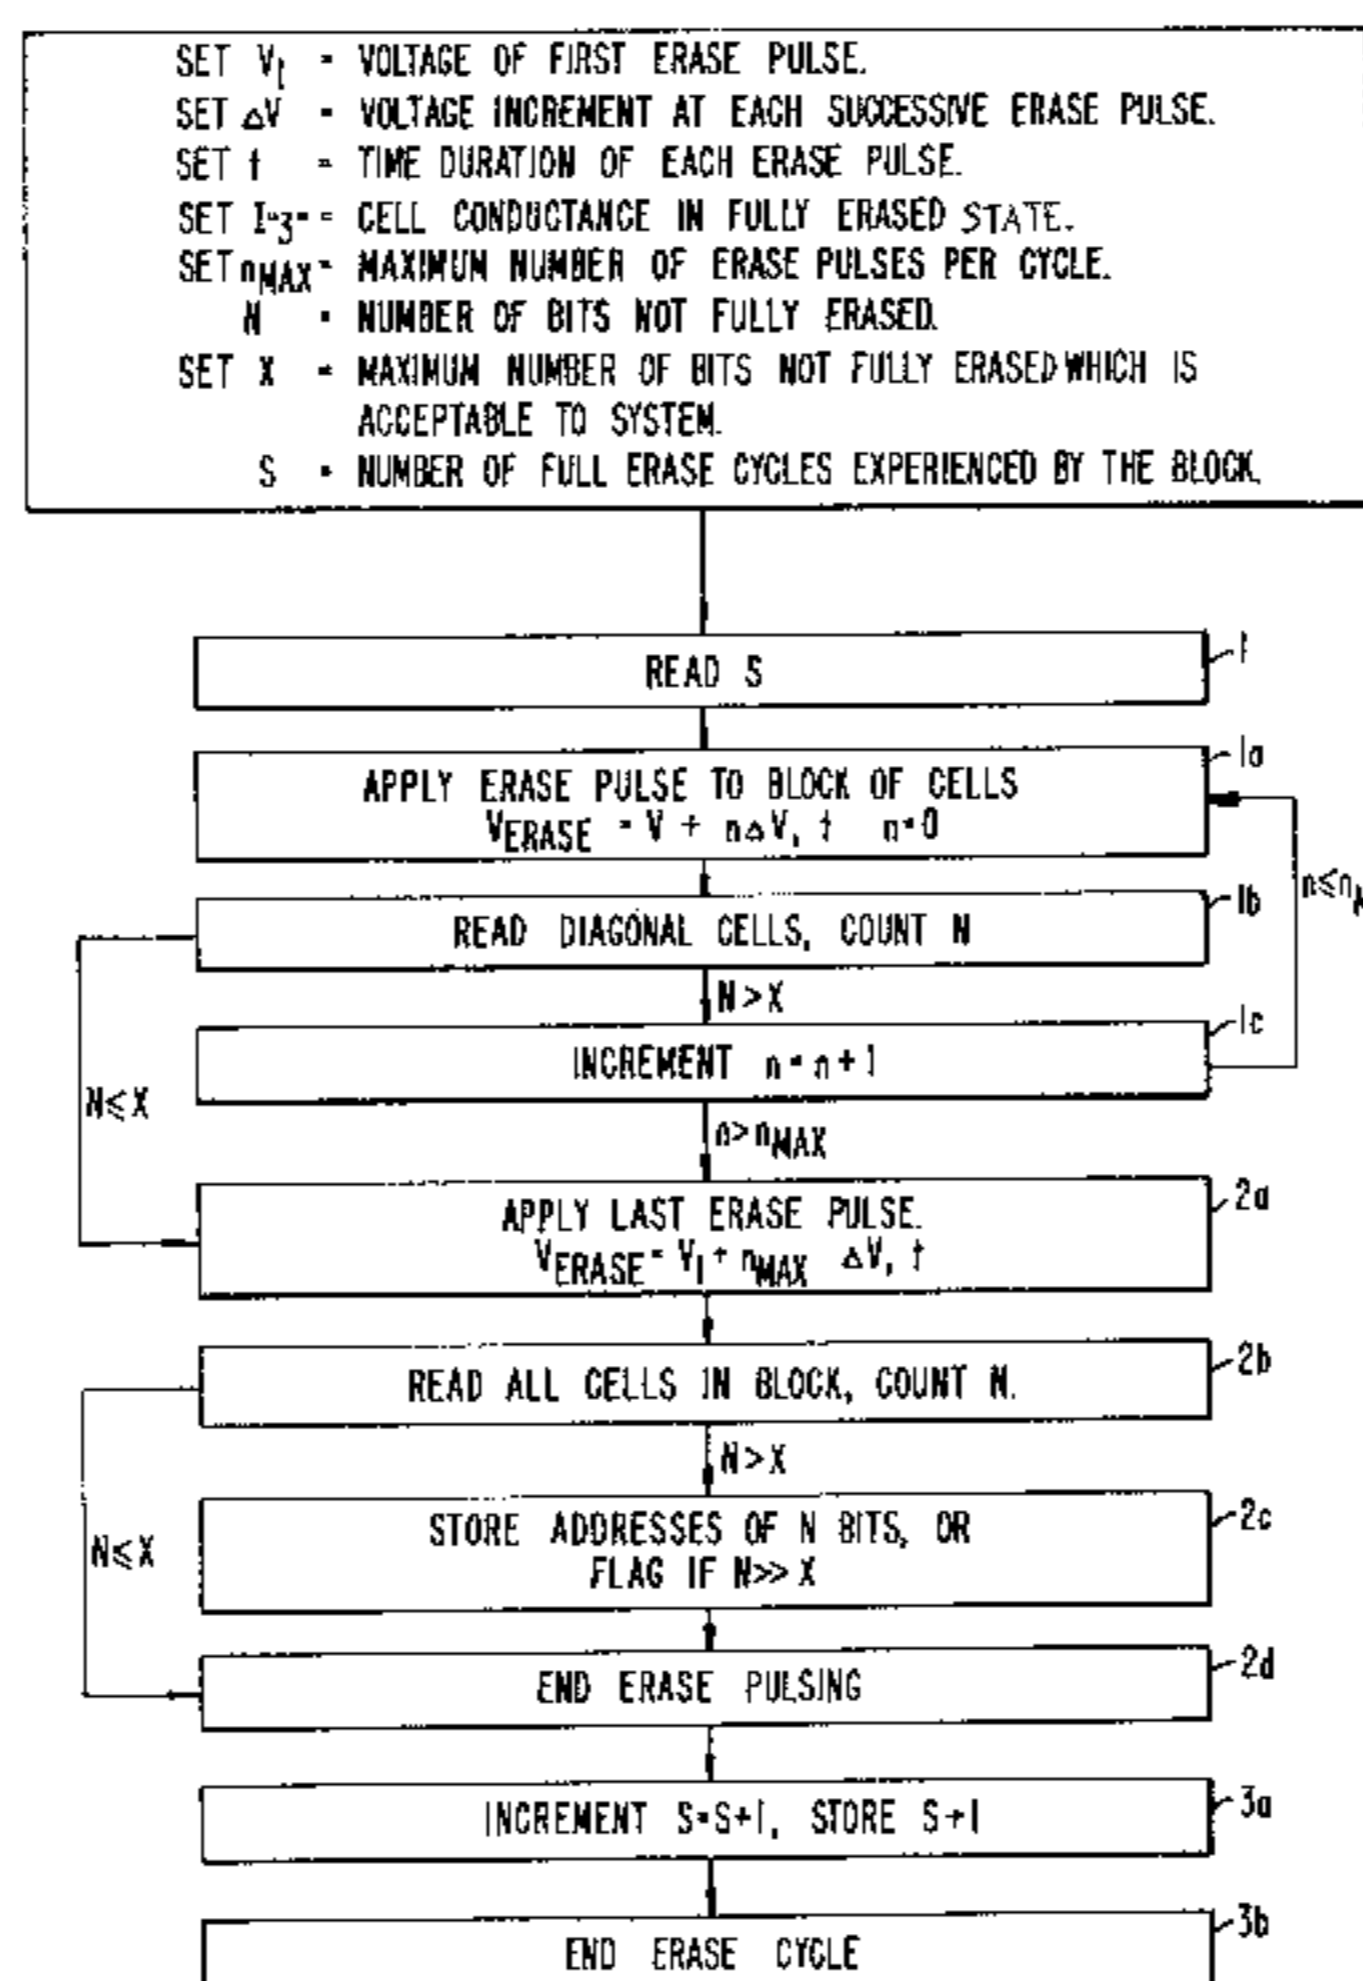 SET V₁ = VOLTAGE OF FIRST ERASE PULSE.
SET ΔV = VOLTAGE INCREMENT AT EACH SUCCESSIVE ERASE PULSE.
SET t = TIME DURATION OF EACH ERASE PULSE.
SET I"3" = CELL CONDUCTANCE IN FULLY ERASED STATE.
SET nMAX = MAXIMUM NUMBER OF ERASE PULSES PER CYCLE.
N = NUMBER OF BITS NOT FULLY ERASED.
SET X = MAXIMUM NUMBER OF BITS NOT FULLY ERASED WHICH IS
ACCEPTABLE TO SYSTEM.
S = NUMBER OF FULL ERASE CYCLES EXPERIENCED BY THE BLOCK.
READ S
1
APPLY ERASE PULSE TO BLOCK OF CELLS
VERASE = V + nΔV, t n=0
1a
READ DIAGONAL CELLS, COUNT N
1b
n≤n
N>X
INCREMENT n=n+1
1c
N≤X
n>nMAX
APPLY LAST ERASE PULSE.
VERASE = V₁ + nMAX ΔV, t
2a
READ ALL CELLS IN BLOCK, COUNT N.
2b
N>X
STORE ADDRESSES OF N BITS, OR
FLAG IF N>>X
2c
N≤X
END ERASE PULSING
2d
INCREMENT S=S+1, STORE S+1
3a
END ERASE CYCLE
3b